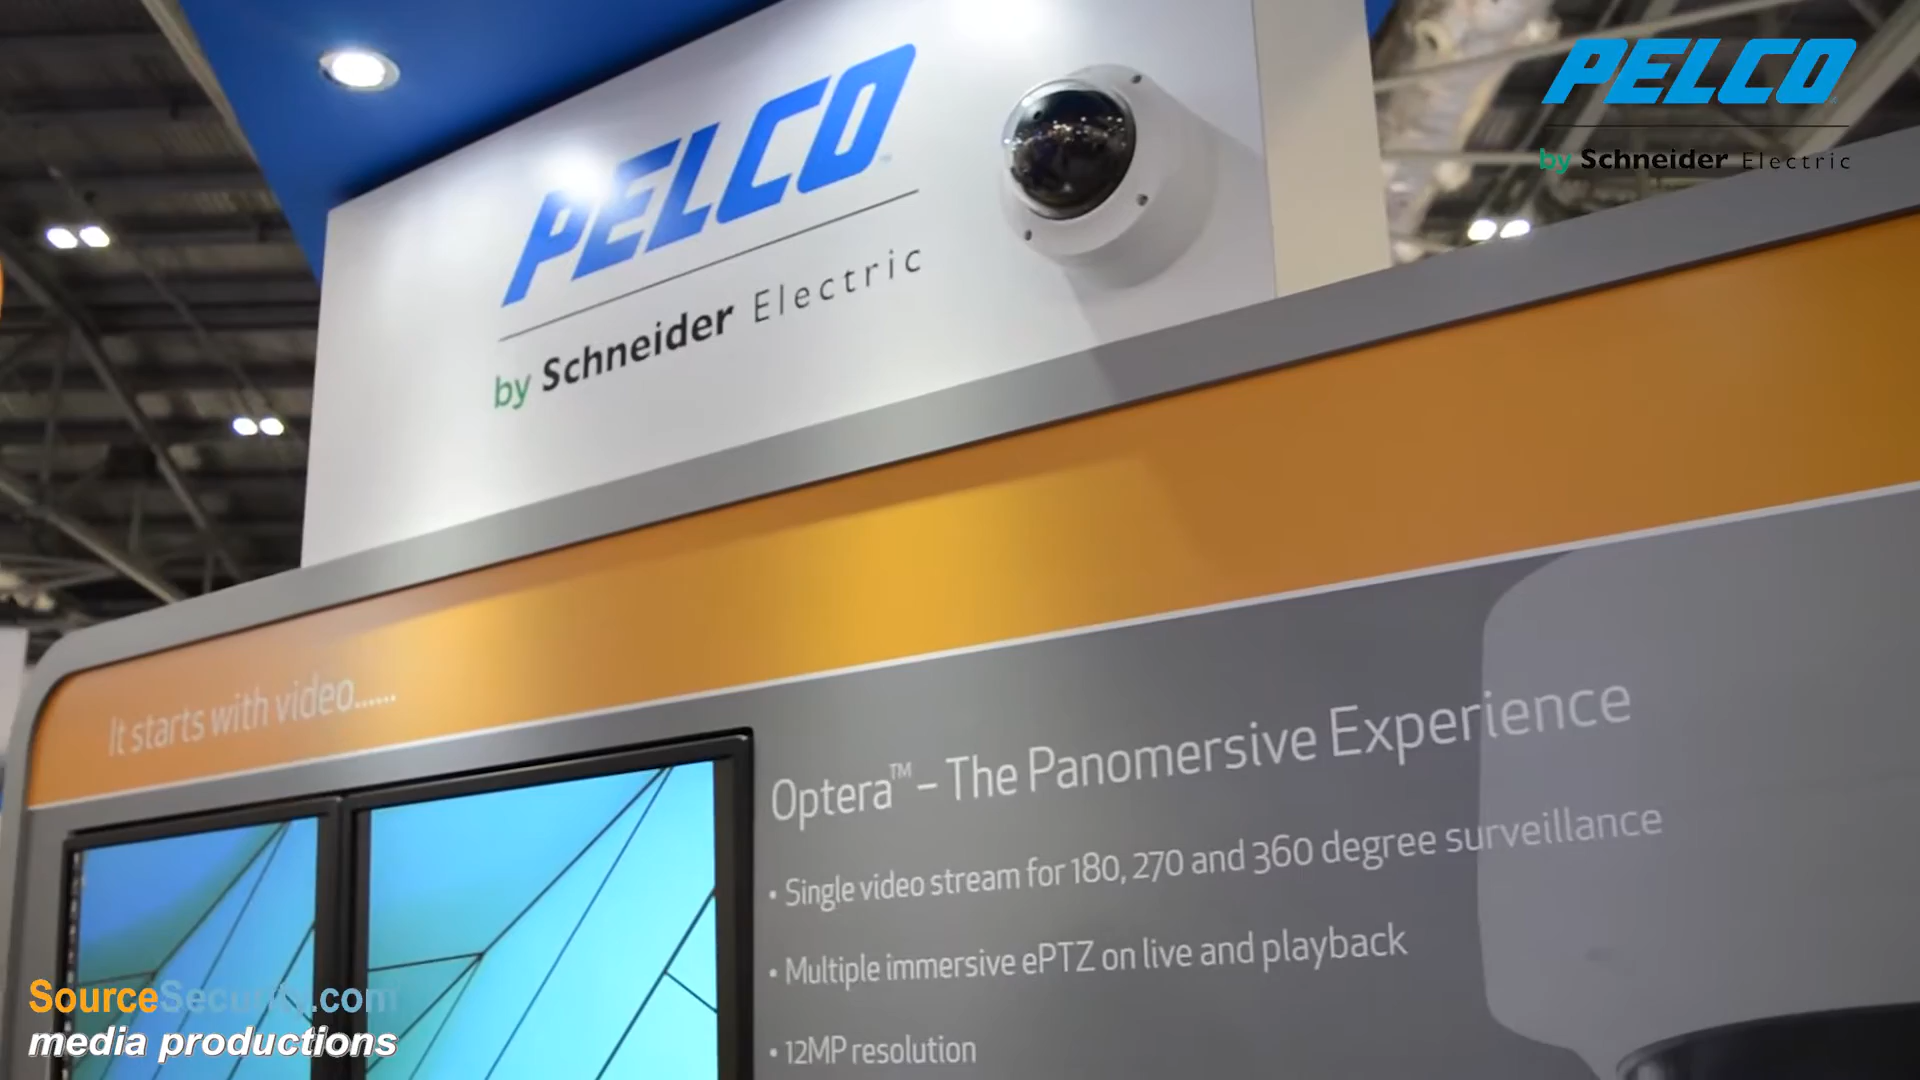 PELCO
by Schneider Electric
PELCO
by Schneider Electric
It starts with video......
Optera™ – The Panomersive Experience
• Single video stream for 180, 270 and 360 degree surveillance
• Multiple immersive ePTZ on live and playback
• 12MP resolution
SourceSecurity.com
media productions